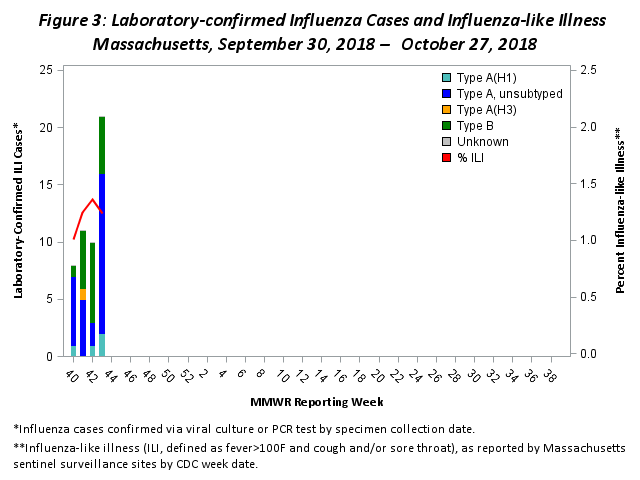 Figure 3: Laboratory-confirmed Influenza Cases and Influenza-like Illness
Massachusetts, September 30, 2018 – October 27, 2018
25
20
15
10
5
0
Laboratory-Confirmed ILI Cases*
Type A(H1)
Type A, unsubtyped
Type A(H3)
Type B
Unknown
% ILI
2.5
2.0
1.5
1.0
0.5
0.0
Percent Influenza-like Illness**
40 42 44 46 48 50 52 2 4 6 8 10 12 14 16 18 20 22 24 26 28 30 32 34 36 38
MMWR Reporting Week
*Influenza cases confirmed via viral culture or PCR test by specimen collection date.
**Influenza-like illness (ILI, defined as fever>100F and cough and/or sore throat), as reported by Massachusetts
sentinel surveillance sites by CDC week date.